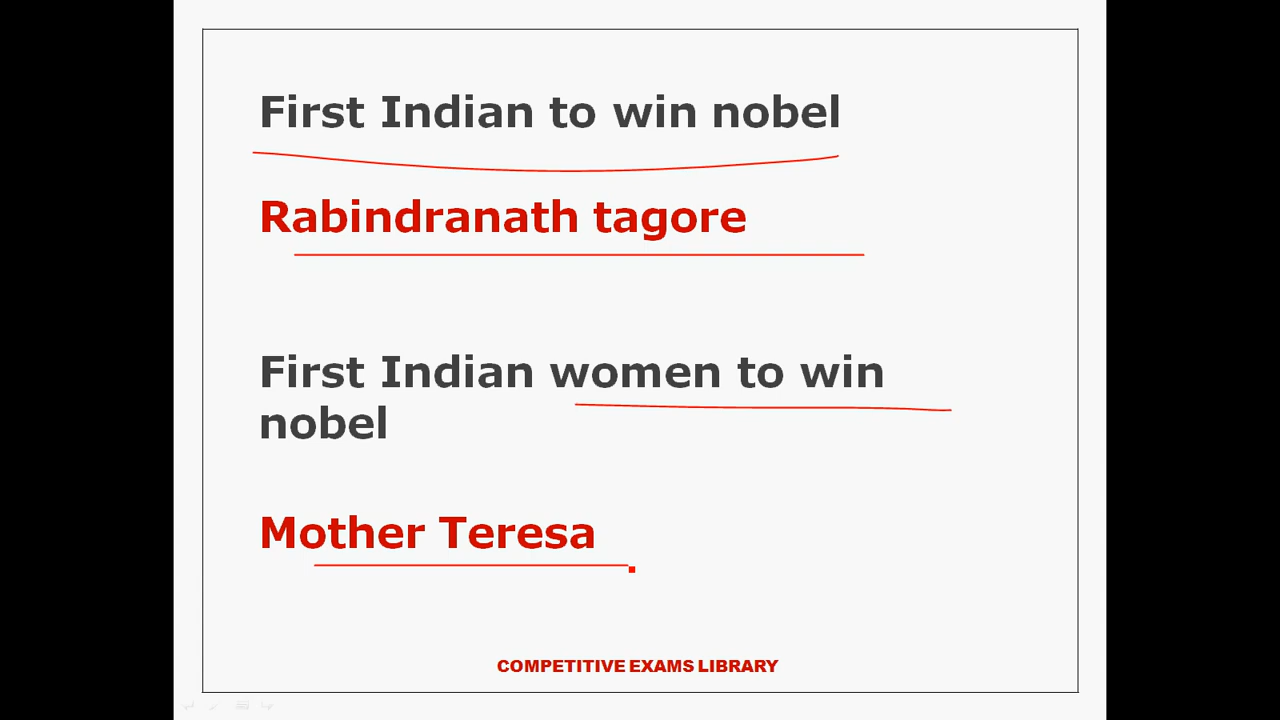 First Indian to win nobel
Rabindranath tagore
First Indian women to win
nobel
Mother Teresa
COMPETITIVE EXAMS LIBRARY